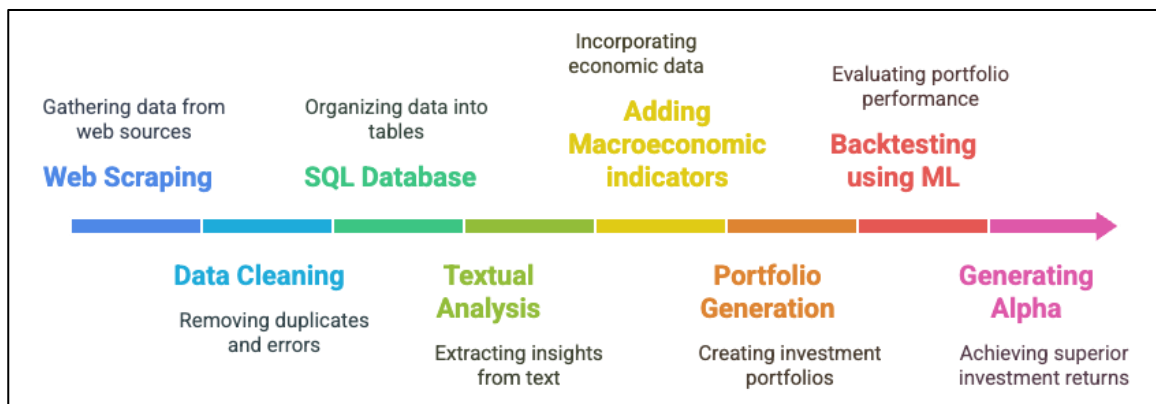 Gathering data from
web sources
Web Scraping
Data Cleaning
Removing duplicates
and errors
Organizing data into
tables
SQL Database
Textual
Analysis
Extracting insights
from text
Incorporating
economic data
Adding
Macroeconomic
indicators
Portfolio
Generation
Creating investment
portfolios
Evaluating portfolio
performance
Backtesting
using ML
Generating
Alpha
Achieving superior
investment returns